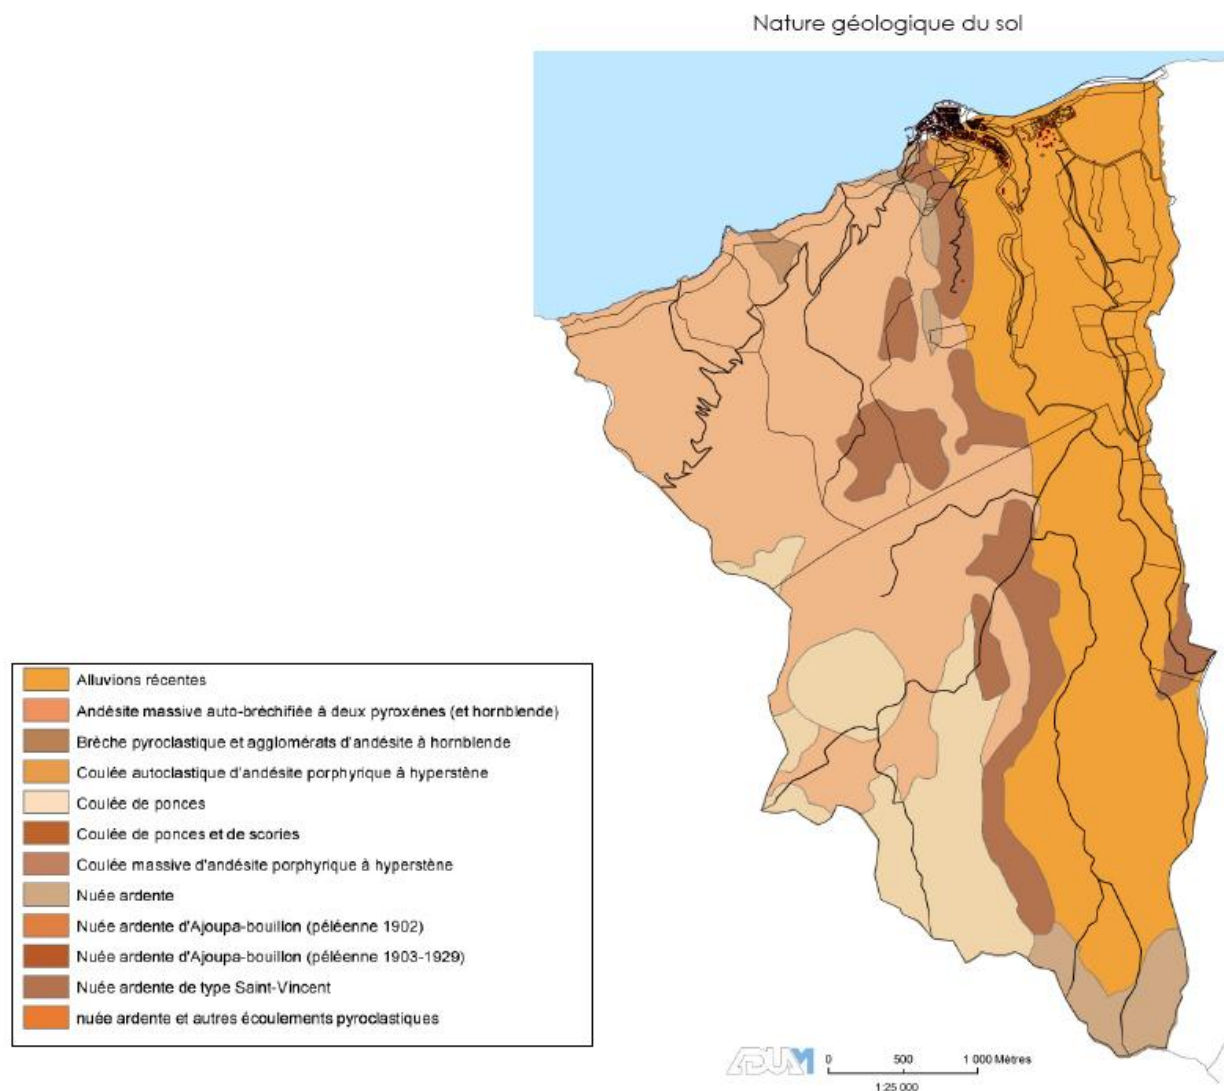 Nature géologique du sol
Alluvions récentes
Andésite massive auto-bréchifiée à deux pyroxènes (et hornblende)
Brèche pyroclastique et agglomérats d'andésite à hornblende
Coulée autoclastique d'andésite porphyrique à hyperstène
Coulée de ponces
Coulée de ponces et de scories
Coulée massive d'andésite porphyrique à hyperstène
Nuée ardente
Nuée ardente d'Ajoupa-bouillon (péléenne 1902)
Nuée ardente d'Ajoupa-bouillon (péléenne 1903-1929)
Nuée ardente de type Saint-Vincent
nuée ardente et autres écoulements pyroclastiques
ADUAM
0 500 1 000 Mètres
1:25 000